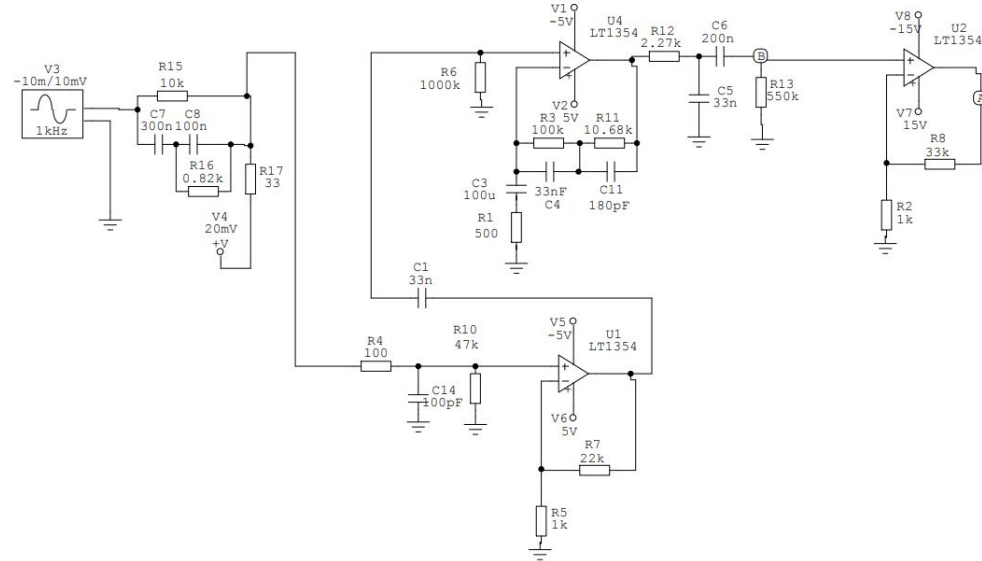 V3
-10m/10mV
1kHz
R15
10k
C7
300n
C8
100n
R16
0.82k
R17
33
V4
20mV
+V
V1
-5V
U4
LT1354
R6
1000k
V2
5V
R3
100k
R11
10.68k
C3
100u
33nF
C4
C11
180pF
R1
500
R12
2.27k
C6
200n
C5
33n
B
R13
550k
V8
-15V
U2
LT1354
A
V7
15V
R8
33k
R2
1k
C1
33n
R4
100
R10
47k
C14
100pF
V5
-5V
U1
LT1354
V6
5V
R7
22k
R5
1k